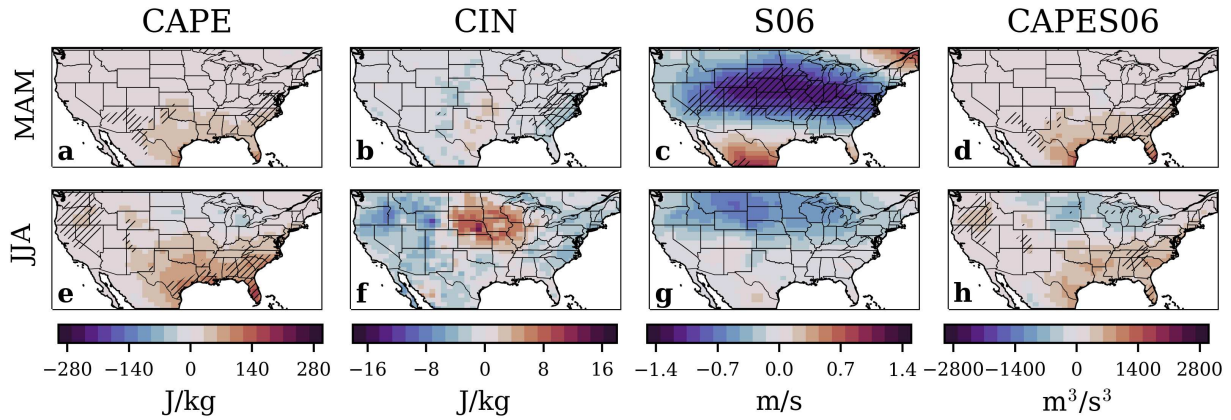 CAPE CIN S06 CAPES06
MAM
a b c d
JJA
e f g h
−280 −140 0 140 280 −16 −8 0 8 16 −1.4 −0.7 0.0 0.7 1.4 −2800 −1400 0 1400 2800
J/kg J/kg m/s m³/s³